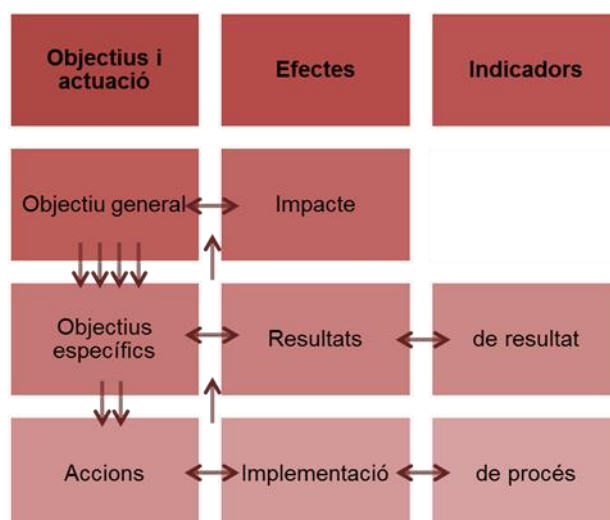 Objectius i
actuació
Efectes
Indicadors
Objectiu general
Impacte
Objectius
específics
Resultats
de resultat
Accions
Implementació
de procés